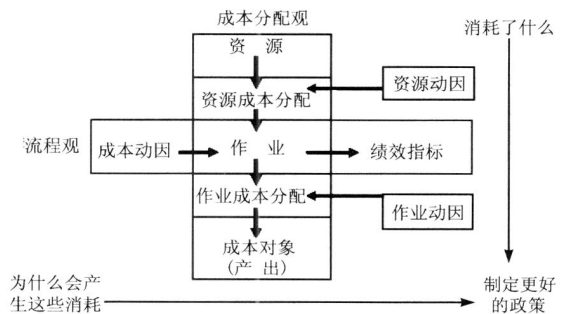 成本分配观
消耗了什么
资 源
资源动因
资源成本分配
流程观
成本动因
作 业
绩效指标
作业成本分配
作业动因
成本对象
(产 出)
为什么会产
生这些消耗
制定更好
的政策